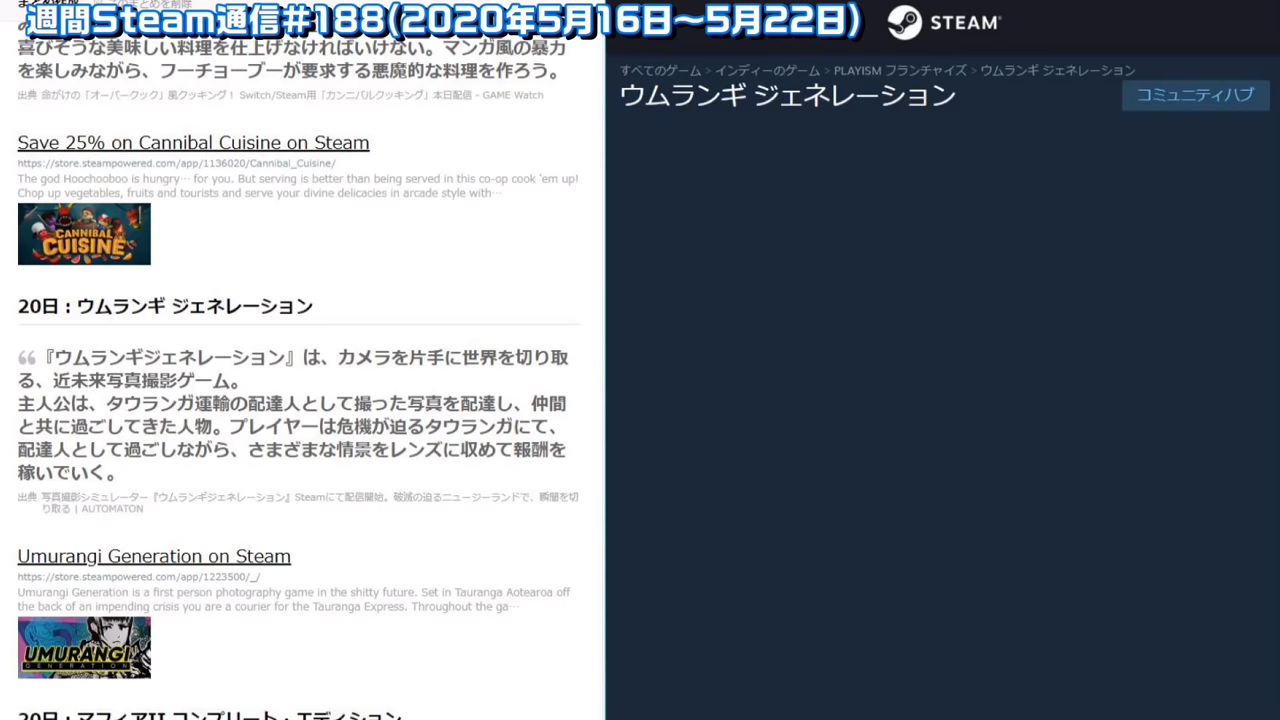 週間Steam通信#188(2020年5月16日～5月22日)
喜びそうな美味しい料理を仕上げなければいけない。マンガ風の暴力
を楽しみながら、フーチョーブーが要求する悪魔的な料理を作ろう。
出典 命がけの「オーバークック」風クッキング！ Switch/Steam用「カンニバルクッキング」本日配信 - GAME Watch
Save 25% on Cannibal Cuisine on Steam
https://store.steampowered.com/app/1136020/Cannibal_Cuisine/
The god Hoochooboo is hungry… for you. But serving is better than being served in this co-op cook 'em up!
Chop up vegetables, fruits and tourists and serve your divine delicacies in arcade style with…
CANNIBAL
CUISINE
20日：ウムランギ ジェネレーション
『ウムランギジェネレーション』は、カメラを片手に世界を切り取
る、近未来写真撮影ゲーム。
主人公は、タウランガ運輸の配達人として撮った写真を配達し、仲間
と共に過ごしてきた人物。プレイヤーは危機が迫るタウランガにて、
配達人として過ごしながら、さまざまな情景をレンズに収めて報酬を
稼いでいく。
出典 写真撮影シミュレーター『ウムランギジェネレーション』Steamにて配信開始。破滅の迫るニュージーランドで、瞬間を切
り取る | AUTOMATON
Umurangi Generation on Steam
https://store.steampowered.com/app/1223500/_/
Umurangi Generation is a first person photography game in the shitty future. Set in Tauranga Aotearoa off
the back of an impending crisis you are a courier for the Tauranga Express. Throughout the ga…
UMURANGI
GENERATION
20日：マフィアII コンプリート・エディション
STEAM
すべてのゲーム > インディーのゲーム > PLAYISM フランチャイズ > ウムランギ ジェネレーション
ウムランギ ジェネレーション
コミュニティハブ